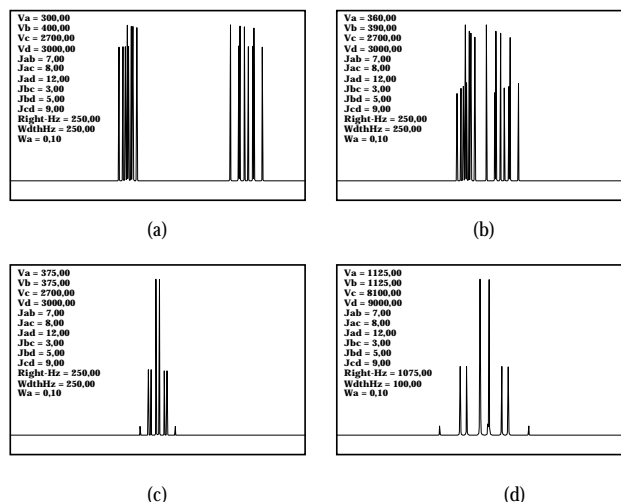 Va = 300,00
Vb = 400,00
Vc = 2700,00
Vd = 3000,00
Jab = 7,00
Jac = 8,00
Jad = 12,00
Jbc = 3,00
Jbd = 5,00
Jcd = 9,00
Right-Hz = 250,00
WdthHz = 250,00
Wa = 0,10
(a)
Va = 360,00
Vb = 390,00
Vc = 2700,00
Vd = 3000,00
Jab = 7,00
Jac = 8,00
Jad = 12,00
Jbc = 3,00
Jbd = 5,00
Jcd = 9,00
Right-Hz = 250,00
WdthHz = 250,00
Wa = 0,10
(b)
Va = 375,00
Vb = 375,00
Vc = 2700,00
Vd = 3000,00
Jab = 7,00
Jac = 8,00
Jad = 12,00
Jbc = 3,00
Jbd = 5,00
Jcd = 9,00
Right-Hz = 250,00
WdthHz = 250,00
Wa = 0,10
(c)
Va = 1125,00
Vb = 1125,00
Vc = 8100,00
Vd = 9000,00
Jab = 7,00
Jac = 8,00
Jad = 12,00
Jbc = 3,00
Jbd = 5,00
Jcd = 9,00
Right-Hz = 1075,00
WdthHz = 100,00
Wa = 0,10
(d)